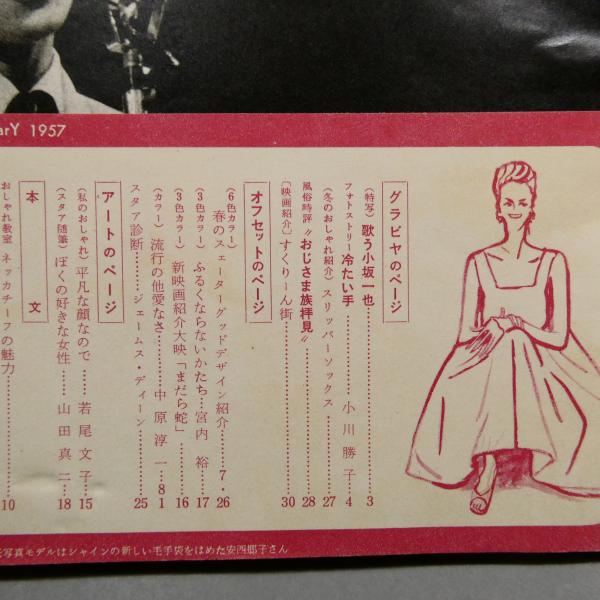 arY 1957
グラビヤのページ
(特写) 歌う小坂一也………3
フォトストリー 冷たい手……小川勝子…4
(冬のおしゃれ紹介) スリッパーソックス………27
風俗時評 〝おじさま族拝見〟………28
〔映画紹介〕 すくりーん街………30
オフセットのページ
(6色カラー) 春のスェーターグッドデザイン紹介……7・26
(3色カラー) ふるくならないかたち…宮内 裕…17
(3色カラー) 新映画紹介大映「まだら蛇」……16
(カラー) 流行の他愛なさ……中原淳一…81
スタア診断………ジェームス・ディーン………25
アートのページ
(私のおしゃれ) 平凡な顔なので……若尾文子…15
(スタア随筆) ぼくの好きな女性……山田真二…18
本文
おしゃれ教室 ネッカチーフの魅力………10
写真モデルはシャインの新しい毛手袋をはめた安西郷子さん